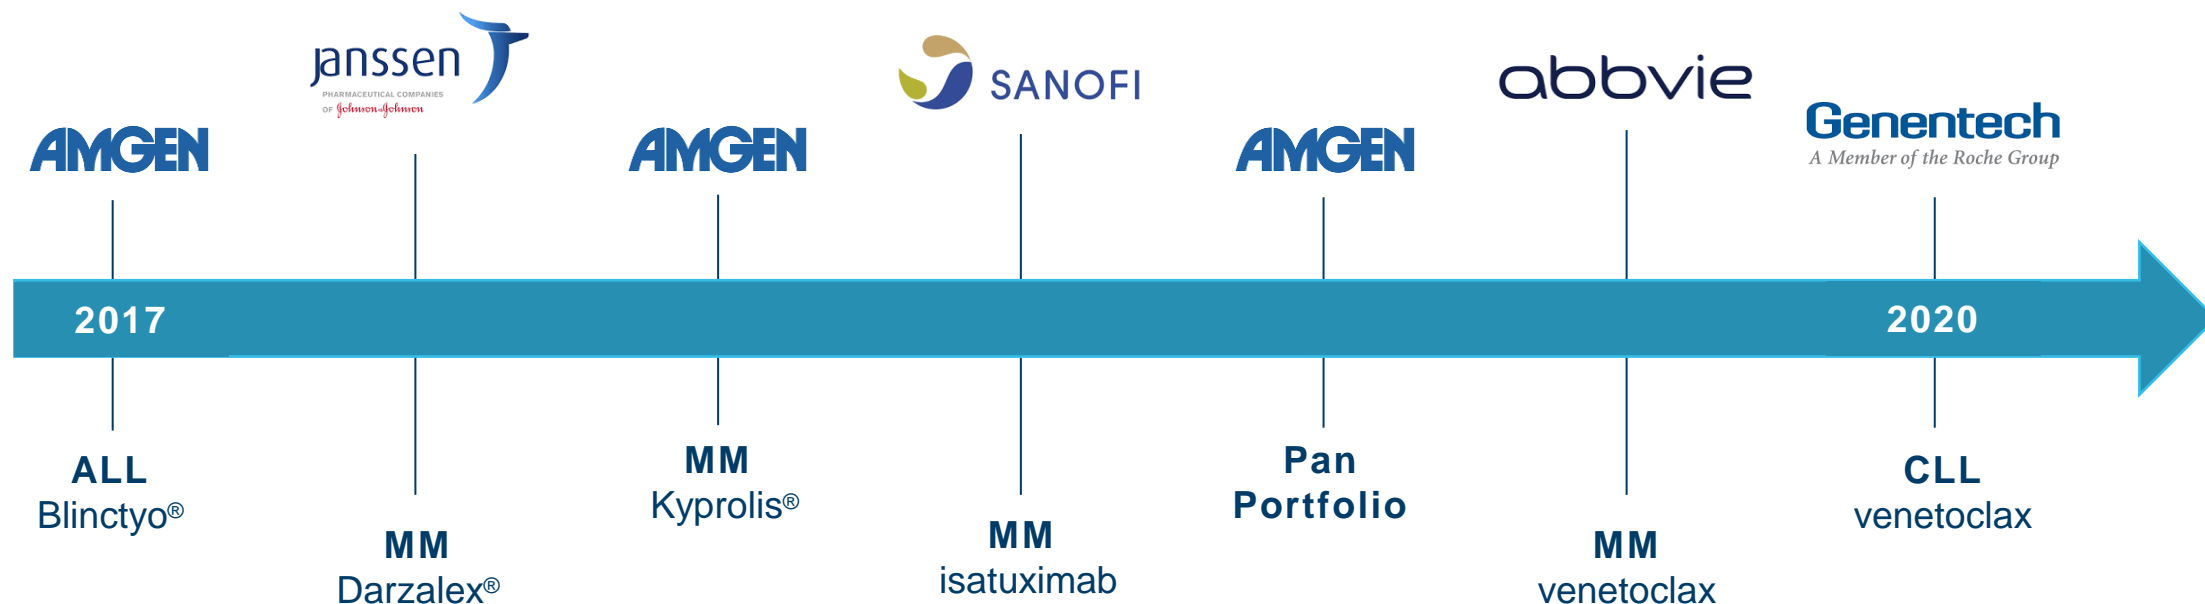 janssen
PHARMACEUTICAL COMPANIES
OF Johnson & Johnson
SANOFI
abbvie
AMGEN
AMGEN
AMGEN
Genentech
A Member of the Roche Group
2017
2020
ALL
Blinctyo®
MM
Darzalex®
MM
Kyprolis®
MM
isatuximab
Pan
Portfolio
MM
venetoclax
CLL
venetoclax